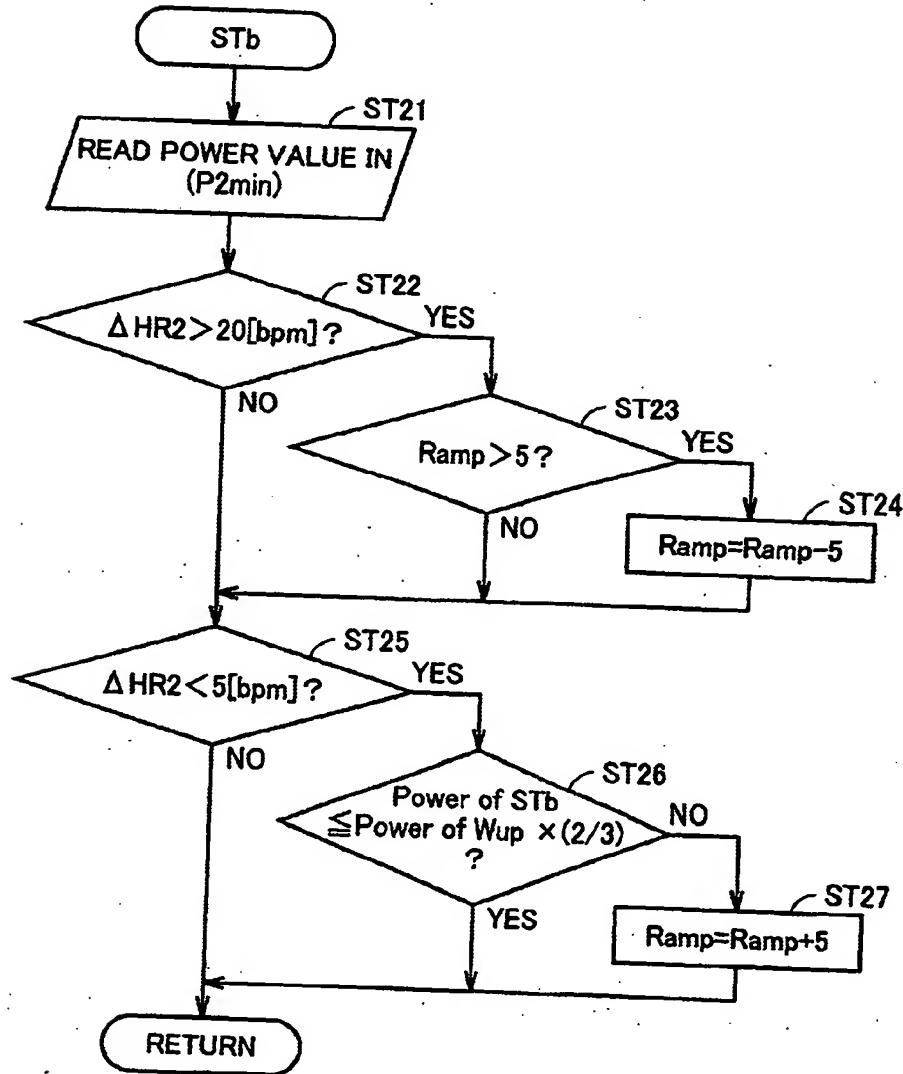 STb
ST21
READ POWER VALUE IN
(P2min)
ST22
Δ HR2>20[bpm]?
YES
NO
ST23
Ramp>5?
YES
NO
ST24
Ramp=Ramp-5
ST25
Δ HR2<5[bpm]?
YES
NO
ST26
Power of STb
≦Power of Wup ×(2/3)
?
NO
YES
ST27
Ramp=Ramp+5
RETURN